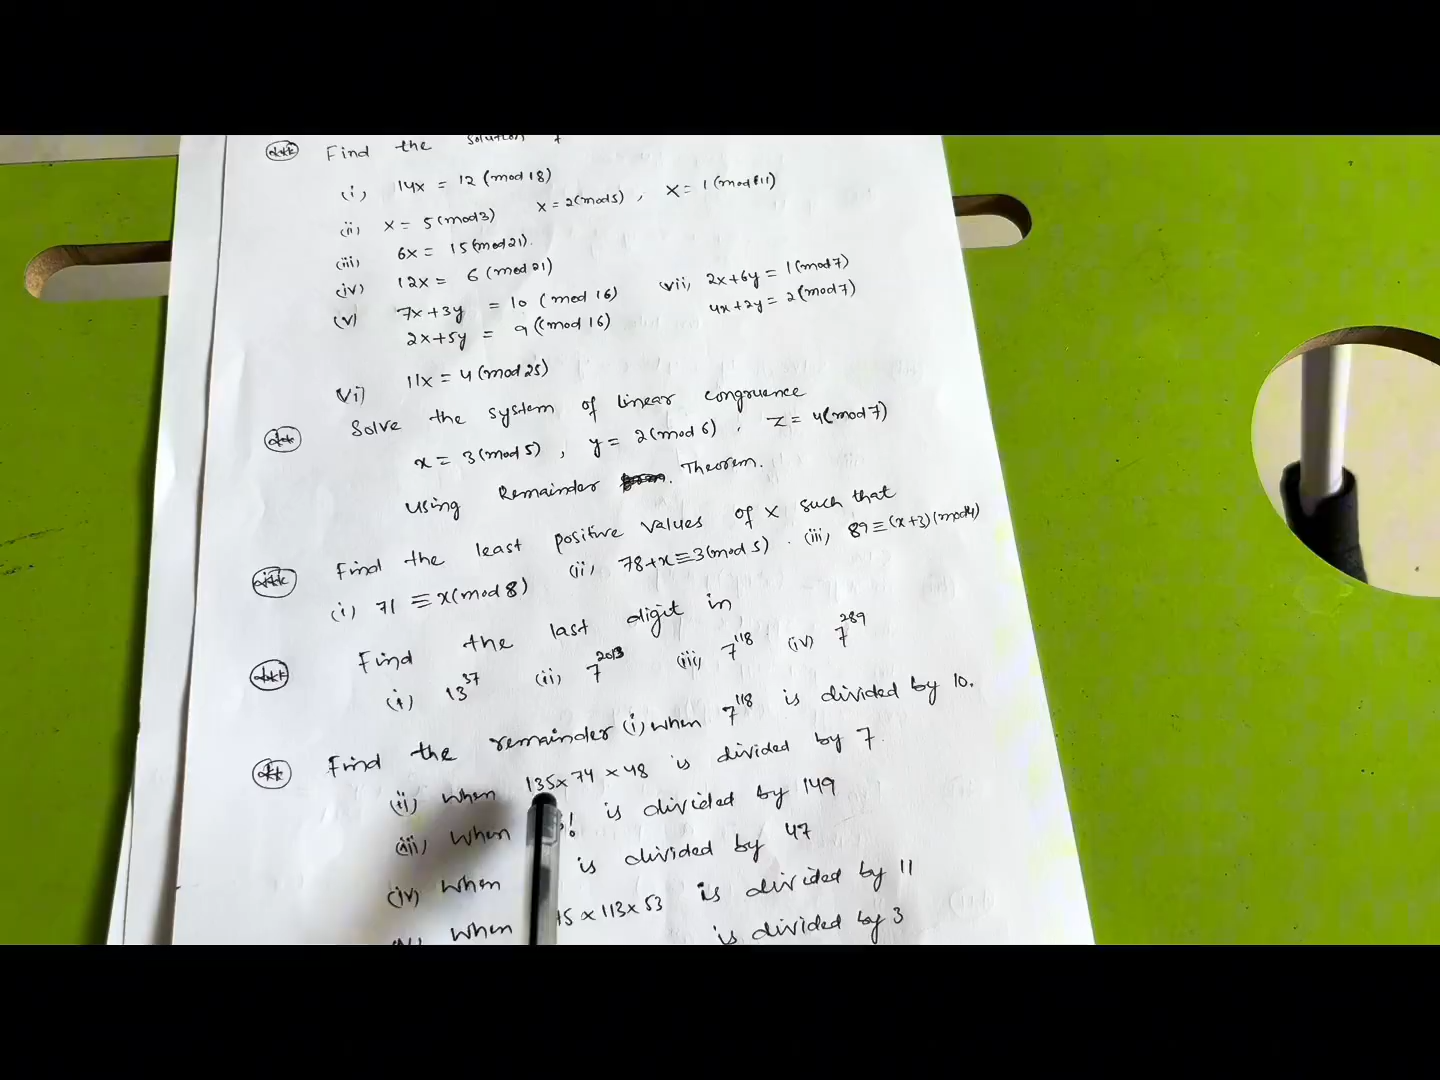 Find the solution
(i) 14x = 12 (mod 18)
(ii) x = 5 (mod 3) x = 2 (mod 5), x = 1 (mod 11)
(iii) 6x = 15 (mod 21).
(iv) 12x = 6 (mod 21)
(v) 7x+3y = 10 (mod 16)
2x+5y = 9 (mod 16)
(vii) 2x+6y = 1 (mod 7)
4x+2y = 2 (mod 7)
(vi) 11x = 4 (mod 25)
Solve the system of linear congruence
x = 3 (mod 5), y = 2 (mod 6), z = 4 (mod 7)
using Remainder Theorem.
Find the least positive values of x such that
(i) 71 ≡ x (mod 8) (ii) 78+x ≡ 3 (mod 5). (iii) 89 ≡ (x+3) (mod 4)
Find the last digit in
(i) 13^37 (ii) 7^2013 (iii) 7^118 (iv) 7^289
Find the remainder (i) when 7^118 is divided by 10.
(ii) when 135 x 74 x 48 is divided by 7.
(iii) when ! is divided by 149
(iv) when is divided by 47
when 75 x 113 x 53 is divided by 11
is divided by 3